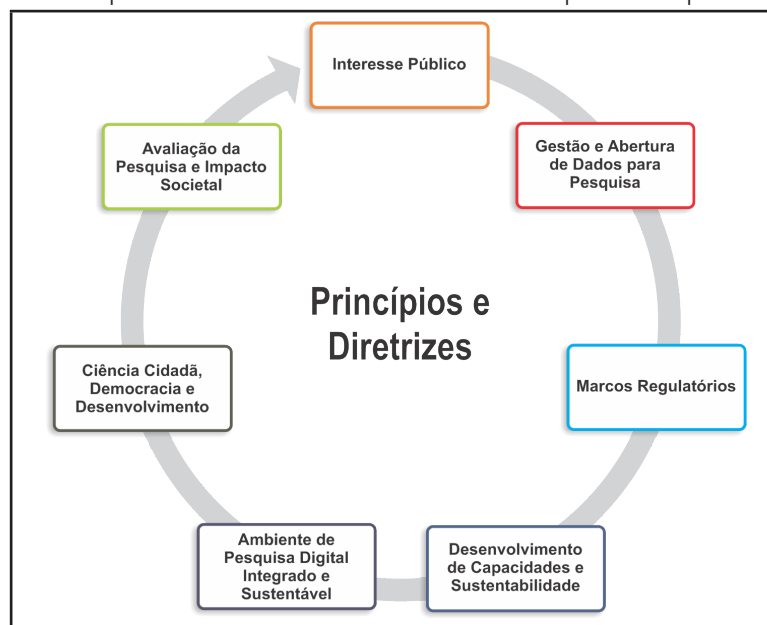 Interesse Público
Gestão e Abertura
de Dados para
Pesquisa
Marcos Regulatórios
Desenvolvimento
de Capacidades e
Sustentabilidade
Ambiente de
Pesquisa Digital
Integrado e
Sustentável
Ciência Cidadã,
Democracia e
Desenvolvimento
Avaliação da
Pesquisa e Impacto
Societal
Princípios e
Diretrizes